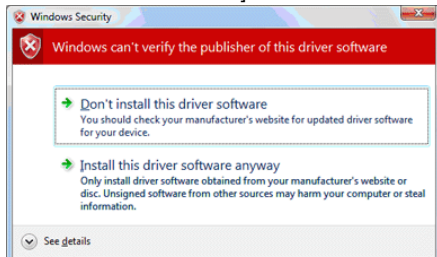 Windows Security
Windows can't verify the publisher of this driver software
Don't install this driver software
You should check your manufacturer's website for updated driver software
for your device.
Install this driver software anyway
Only install driver software obtained from your manufacturer's website or
disc. Unsigned software from other sources may harm your computer or steal
information.
See details